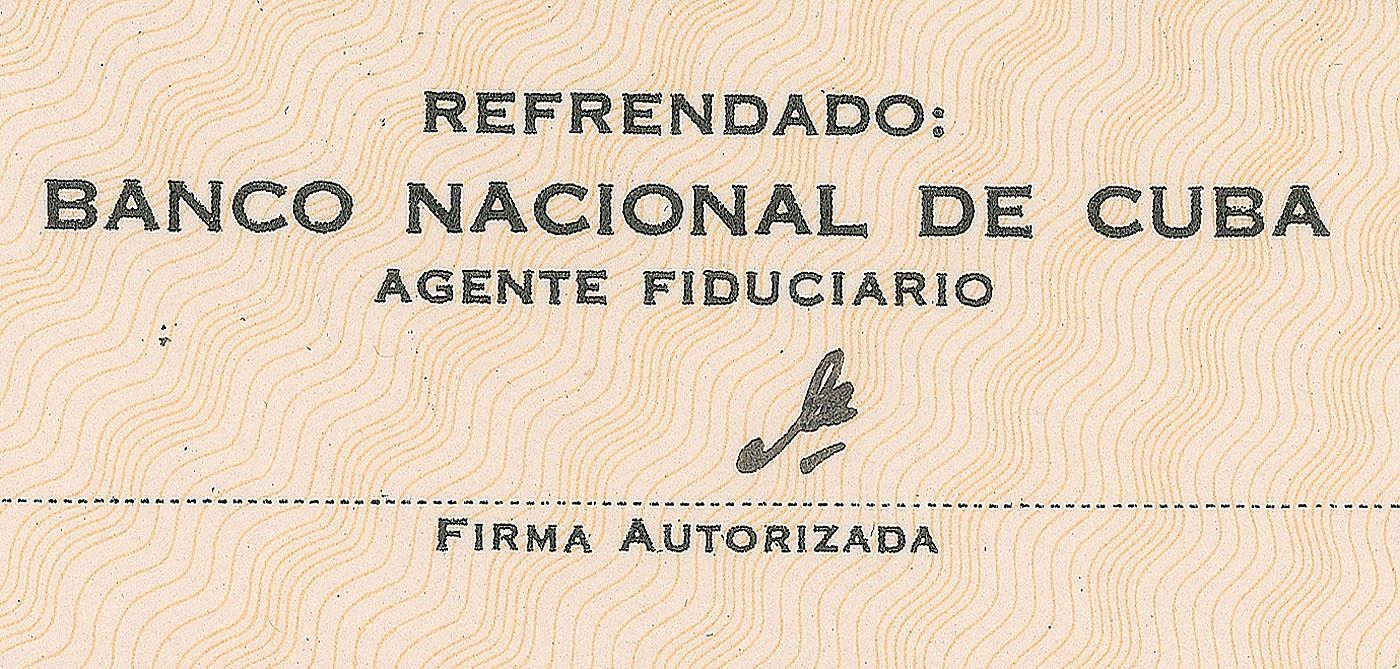 REFRENDADO:
BANCO NACIONAL DE CUBA
AGENTE FIDUCIARIO
FIRMA AUTORIZADA